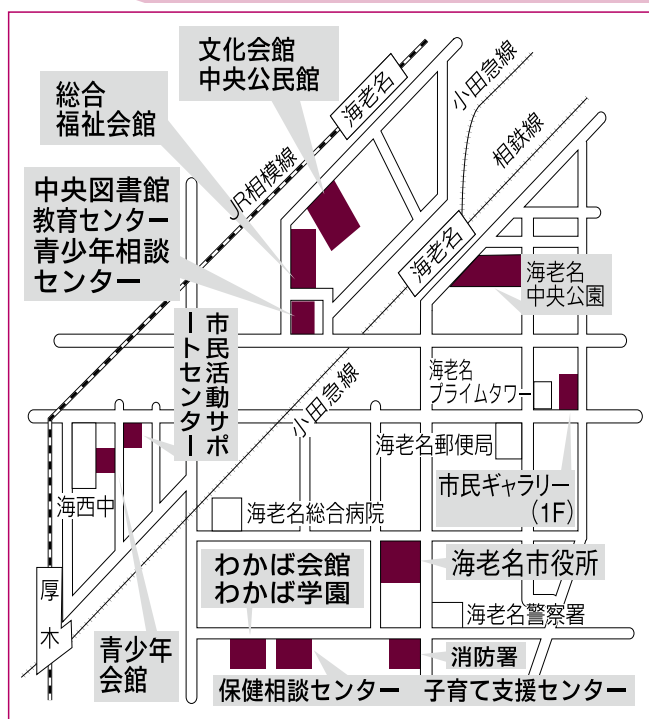 文化会館
中央公民館
海老名
小田急線
総合
福祉会館
相鉄線
JR相模線
中央図書館
教育センター
青少年相談
センター
海老名
海老名
中央公園
市民活動サポ
ートセンター
小田急線
海老名
プライムタワー
海老名郵便局
市民ギャラリー
(1F)
海西中
海老名総合病院
海老名市役所
わかば会館
わかば学園
厚木
海老名警察署
青少年
会館
消防署
保健相談センター
子育て支援センター